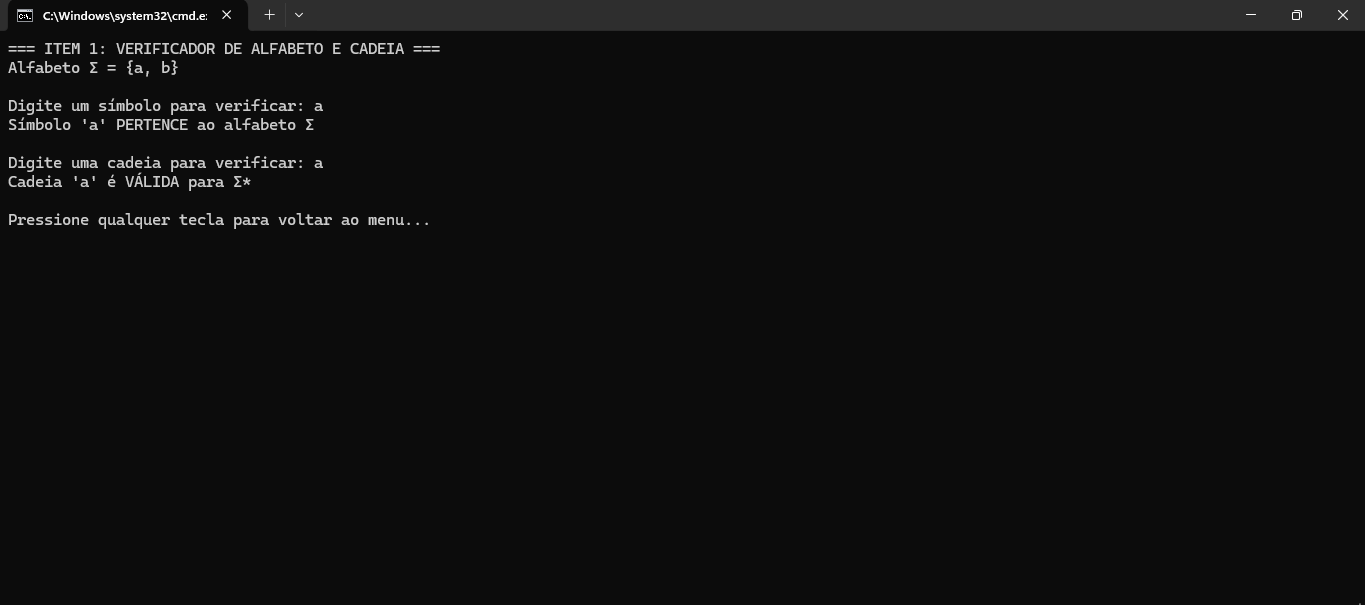 C:\Windows\system32\cmd.e:
=== ITEM 1: VERIFICADOR DE ALFABETO E CADEIA ===
Alfabeto Σ = {a, b}
Digite um símbolo para verificar: a
Símbolo 'a' PERTENCE ao alfabeto Σ
Digite uma cadeia para verificar: a
Cadeia 'a' é VÁLIDA para Σ*
Pressione qualquer tecla para voltar ao menu...